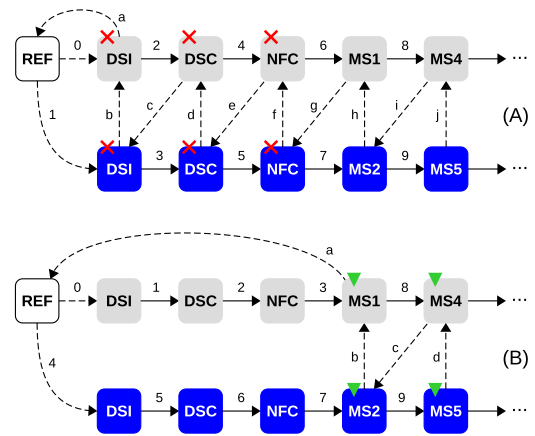 a
0 2 4 6 8
REF DSI DSC NFC MS1 MS4 ...
b c d e f g h i j
1
(A)
3 5 7 9
DSI DSC NFC MS2 MS5 ...
a
0 1 2 3 8
REF DSI DSC NFC MS1 MS4 ...
b c d
4
(B)
5 6 7 9
DSI DSC NFC MS2 MS5 ...